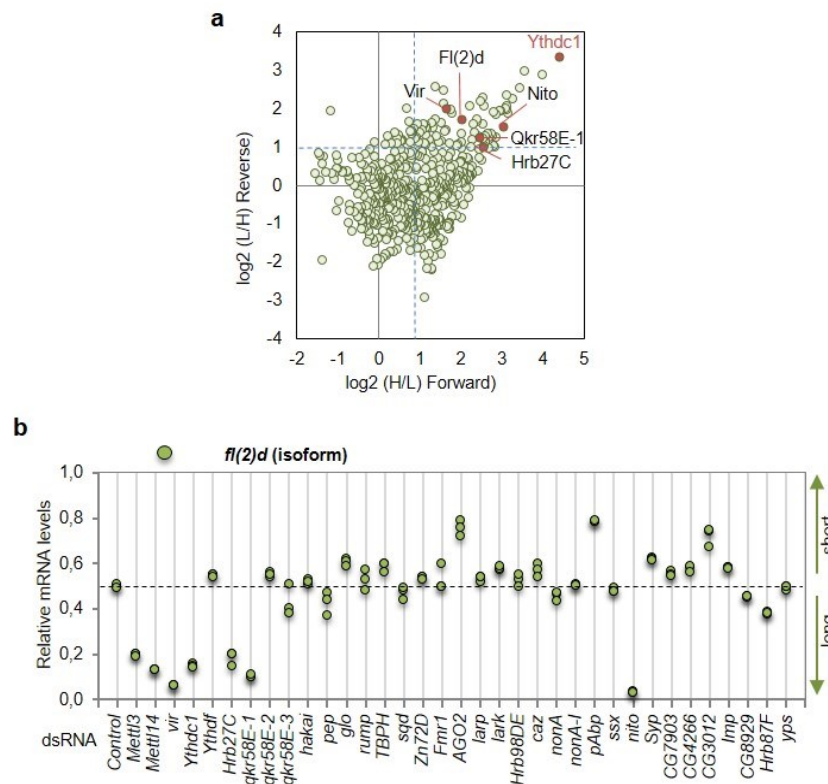 a
4
3
2
1
0
-1
-2
-3
-4
log2 (L/H) Reverse)
Ythdc1
Fl(2)d
Vir
Nito
Qkr58E-1
Hrb27C
-2 -1 0 1 2 3 4 5
log2 (H/L) Forward)
b
fl(2)d (isoform)
Relative mRNA levels
1,0
0,8
0,6
0,4
0,2
0,0
short
long
dsRNA
Control
Mettl3
Mettl14
vir
Ythdc1
Ythdf
Hrb27C
qkr58E-1
qkr58E-2
qkr58E-3
hakai
pep
glo
rump
TBPH
sqd
Zn72D
Fmr1
AGO2
larp
lark
Hrb98DE
caz
nonA
nonA-l
pAbp
ssx
nito
Syp
CG7903
CG4266
CG3012
Imp
CG8929
Hrb87F
yps